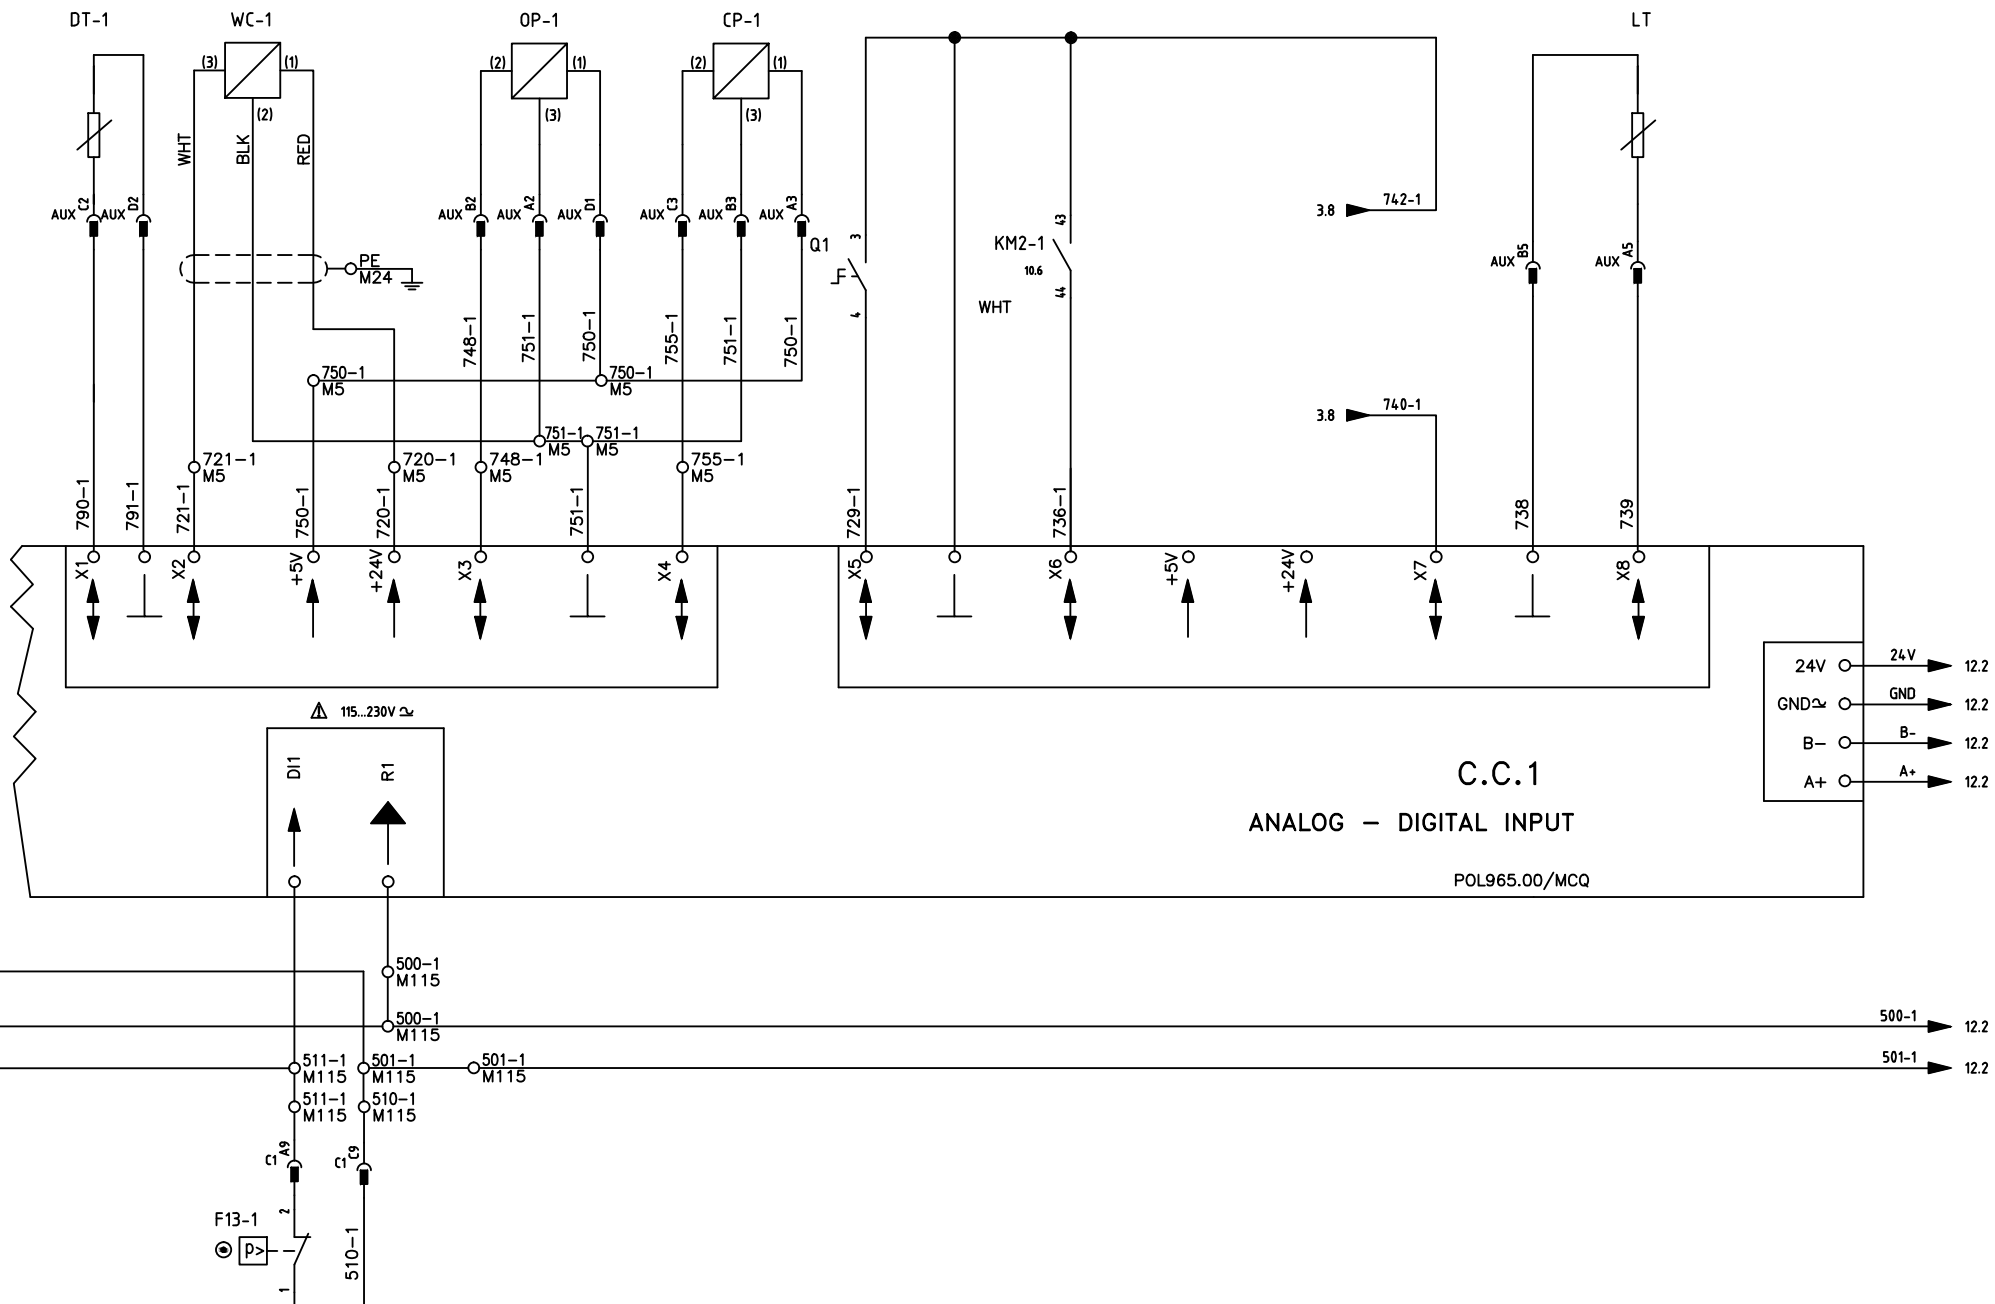 DT-1 WC-1 OP-1 CP-1 LT
(3) (1) (2) (1) (2) (1)
(2) (3) (3)
WHT BLK RED
3.8 742-1
AUX C2 AUX D2 AUX B2 AUX A2 AUX D1 AUX C3 AUX B3 AUX A3
Q1 3 KM2-1 43
10.6
AUX B5 AUX A5
PE
M24
4 44
WHT
748-1 751-1 750-1 755-1 751-1 750-1
750-1 750-1
M5 M5
3.8 740-1
751-1 751-1
M5 M5
721-1 720-1 748-1 755-1
M5 M5 M5 M5
790-1 791-1 721-1 750-1 720-1 751-1 729-1 736-1 738 739
X1 X2 +5V +24V X3 X4 X5 X6 +5V +24V X7 X8
24V 24V 12.2
GND GND 12.2
B- B- 12.2
A+ A+ 12.2
115...230V
DI1 R1
C.C.1
ANALOG - DIGITAL INPUT
POL965.00/MCQ
500-1
M115
500-1
M115
500-1 12.2
511-1 501-1 501-1
M115 M115 M115
501-1 12.2
511-1 510-1
M115 M115
C1 A9 C1 C9
2
F13-1
p>
510-1
1